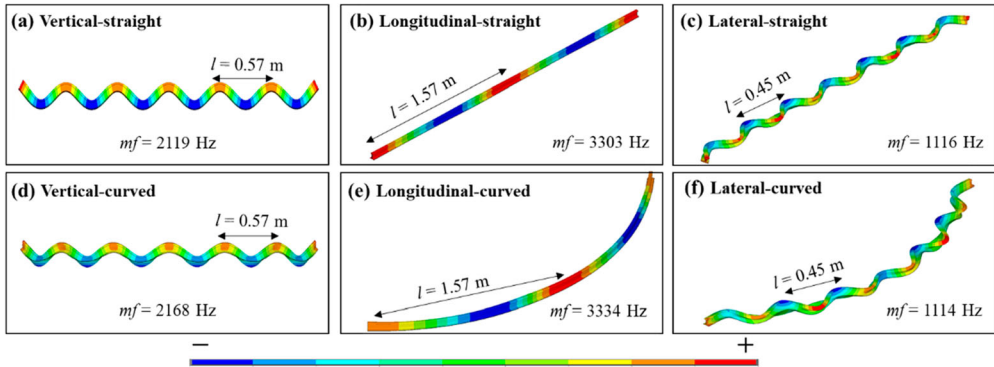 (a) Vertical-straight
l = 0.57 m
mf = 2119 Hz
(b) Longitudinal-straight
l = 1.57 m
mf = 3303 Hz
(c) Lateral-straight
l = 0.45 m
mf = 1116 Hz
(d) Vertical-curved
l = 0.57 m
mf = 2168 Hz
(e) Longitudinal-curved
l = 1.57 m
mf = 3334 Hz
(f) Lateral-curved
l = 0.45 m
mf = 1114 Hz
− +